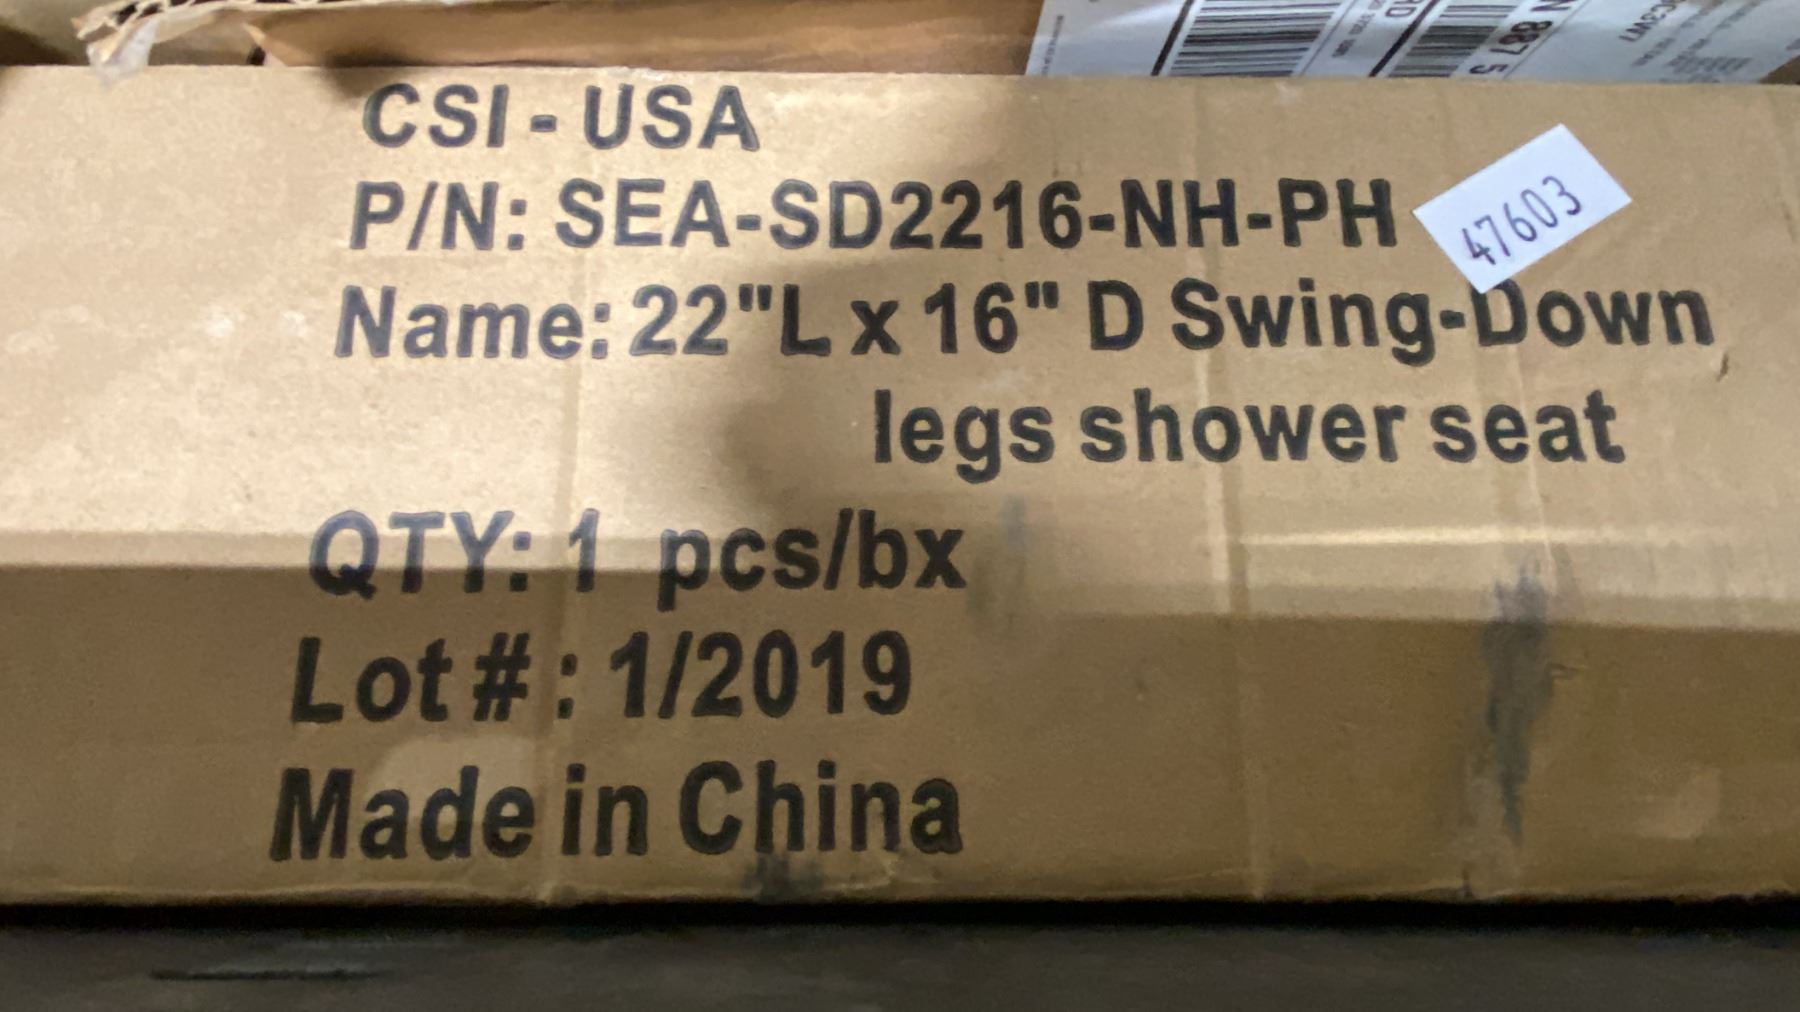 CSI - USA
P/N: SEA-SD2216-NH-PH
47603
Name: 22"L x 16" D Swing-Down
legs shower seat
QTY: 1 pcs/bx
Lot # : 1/2019
Made in China